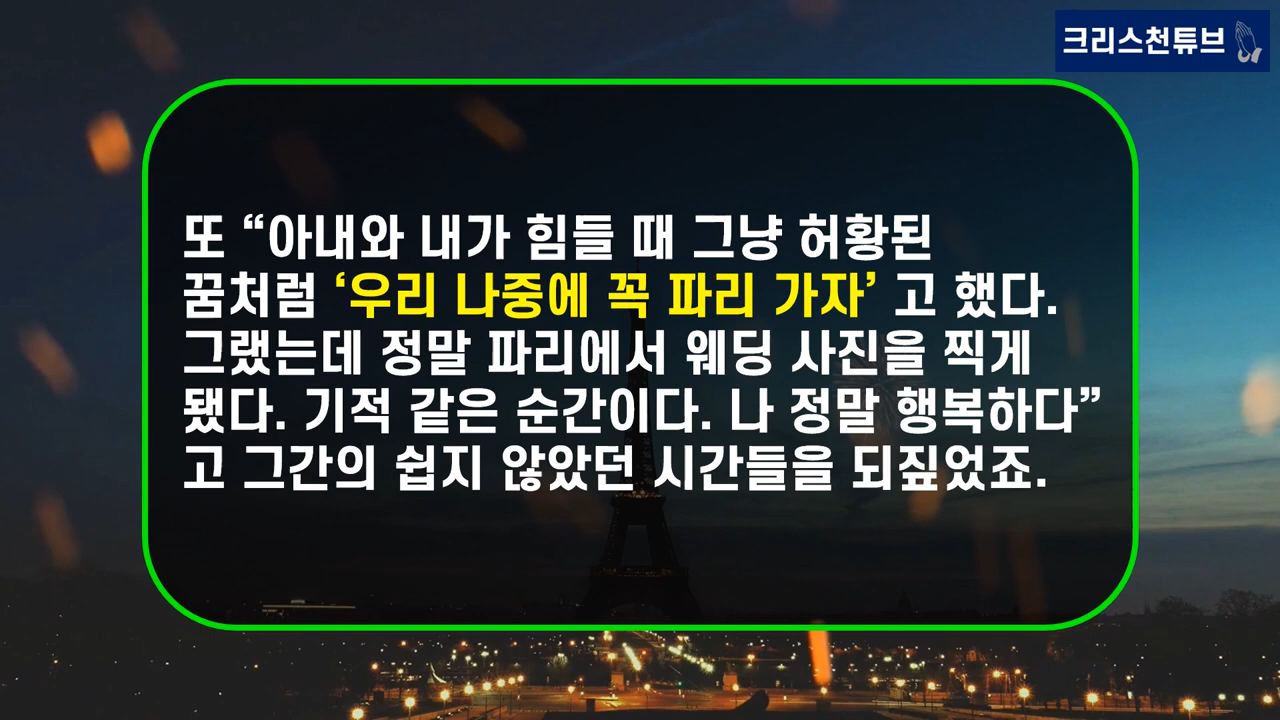 크리스천튜브
또 “아내와 내가 힘들 때 그냥 허황된
꿈처럼 ‘우리 나중에 꼭 파리 가자’ 고 했다.
그랬는데 정말 파리에서 웨딩 사진을 찍게
됐다. 기적 같은 순간이다. 나 정말 행복하다”
고 그간의 쉽지 않았던 시간들을 되짚었죠.